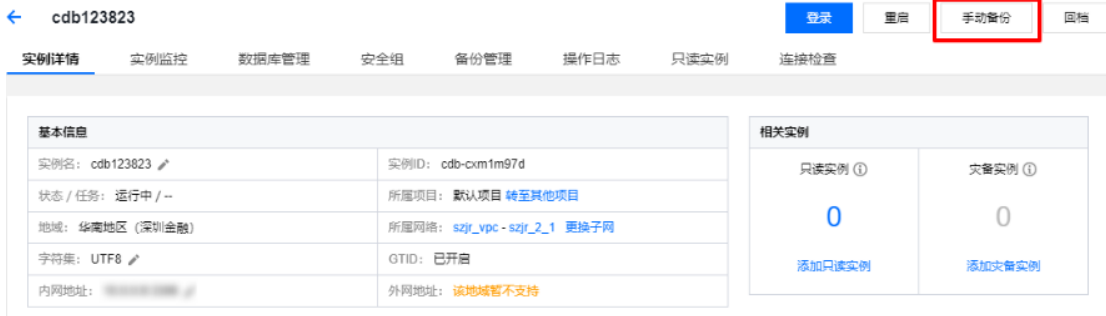 cdb123823 登录 重启 手动备份 回档
实例详情 实例监控 数据库管理 安全组 备份管理 操作日志 只读实例 连接检查
基本信息 相关实例
实例名: cdb123823 实例ID: cdb-cxm1m97d 只读实例 灾备实例
状态 / 任务: 运行中 / -- 所属项目: 默认项目 转至其他项目
地域: 华南地区（深圳金融） 所属网络: szjr_vpc - szjr_2_1 更换子网 0 0
字符集: UTF8 GTID: 已开启 添加只读实例 添加灾备实例
内网地址: 外网地址: 该地域暂不支持